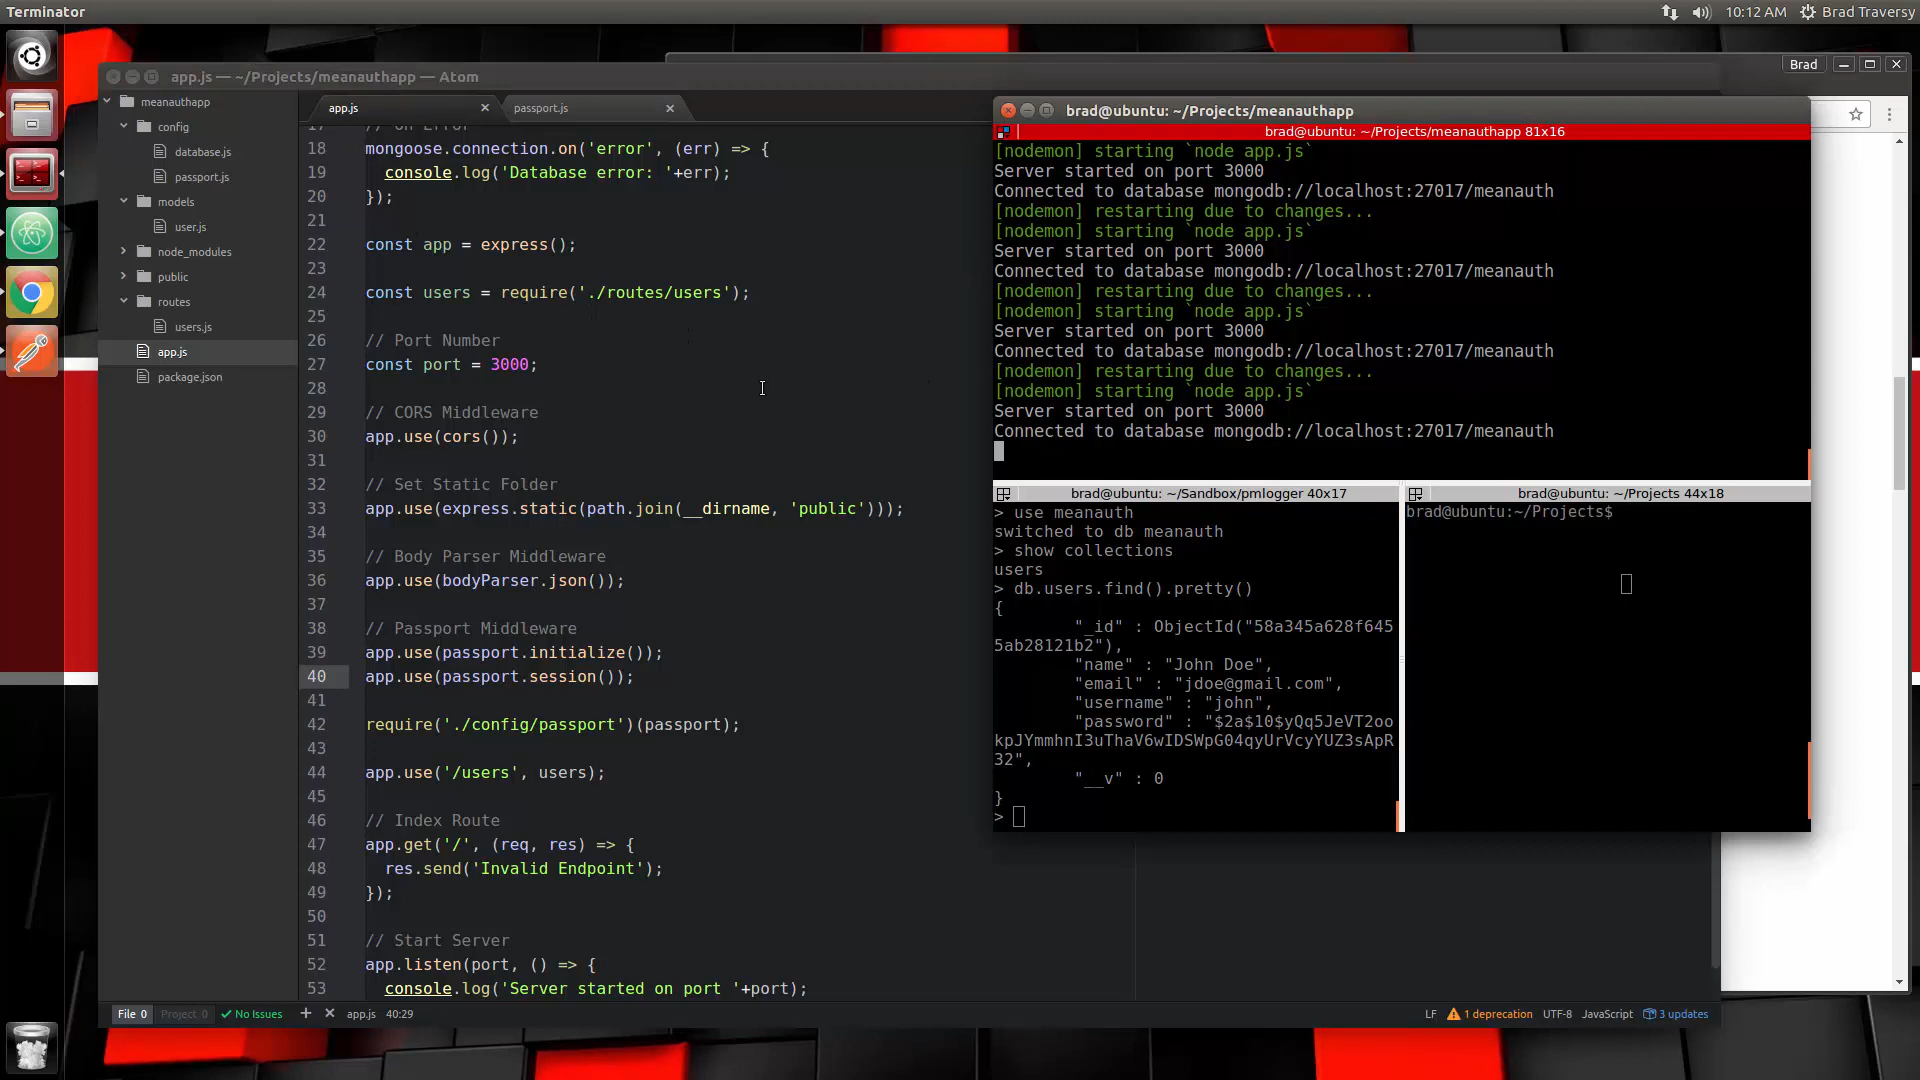 Terminator
10:12 AM
Brad Traversy
Brad
app.js — ~/Projects/meanauthapp — Atom
meanauthapp
config
database.js
passport.js
models
user.js
node_modules
public
routes
users.js
app.js
package.json
app.js
passport.js
18 mongoose.connection.on('error', (err) => {
19 console.log('Database error: '+err);
20 });
21
22 const app = express();
23
24 const users = require('./routes/users');
25
26 // Port Number
27 const port = 3000;
28
29 // CORS Middleware
30 app.use(cors());
31
32 // Set Static Folder
33 app.use(express.static(path.join(__dirname, 'public')));
34
35 // Body Parser Middleware
36 app.use(bodyParser.json());
37
38 // Passport Middleware
39 app.use(passport.initialize());
40 app.use(passport.session());
41
42 require('./config/passport')(passport);
43
44 app.use('/users', users);
45
46 // Index Route
47 app.get('/', (req, res) => {
48 res.send('Invalid Endpoint');
49 });
50
51 // Start Server
52 app.listen(port, () => {
53 console.log('Server started on port '+port);
File 0 Project 0 No Issues + × app.js 40:29
LF 1 deprecation UTF-8 JavaScript 3 updates
brad@ubuntu: ~/Projects/meanauthapp
brad@ubuntu: ~/Projects/meanauthapp 81x16
[nodemon] starting `node app.js`
Server started on port 3000
Connected to database mongodb://localhost:27017/meanauth
[nodemon] restarting due to changes...
[nodemon] starting `node app.js`
Server started on port 3000
Connected to database mongodb://localhost:27017/meanauth
[nodemon] restarting due to changes...
[nodemon] starting `node app.js`
Server started on port 3000
Connected to database mongodb://localhost:27017/meanauth
[nodemon] restarting due to changes...
[nodemon] starting `node app.js`
Server started on port 3000
Connected to database mongodb://localhost:27017/meanauth
brad@ubuntu: ~/Sandbox/pmlogger 40x17
> use meanauth
switched to db meanauth
> show collections
users
> db.users.find().pretty()
{
"_id" : ObjectId("58a345a628f645
5ab28121b2"),
"name" : "John Doe",
"email" : "jdoe@gmail.com",
"username" : "john",
"password" : "$2a$10$yQq5JeVT2oo
kpJYmmhnI3uThaV6wIDSWpG04qyUrVcyYUZ3sApR
32",
"__v" : 0
}
>
brad@ubuntu: ~/Projects 44x18
brad@ubuntu:~/Projects$